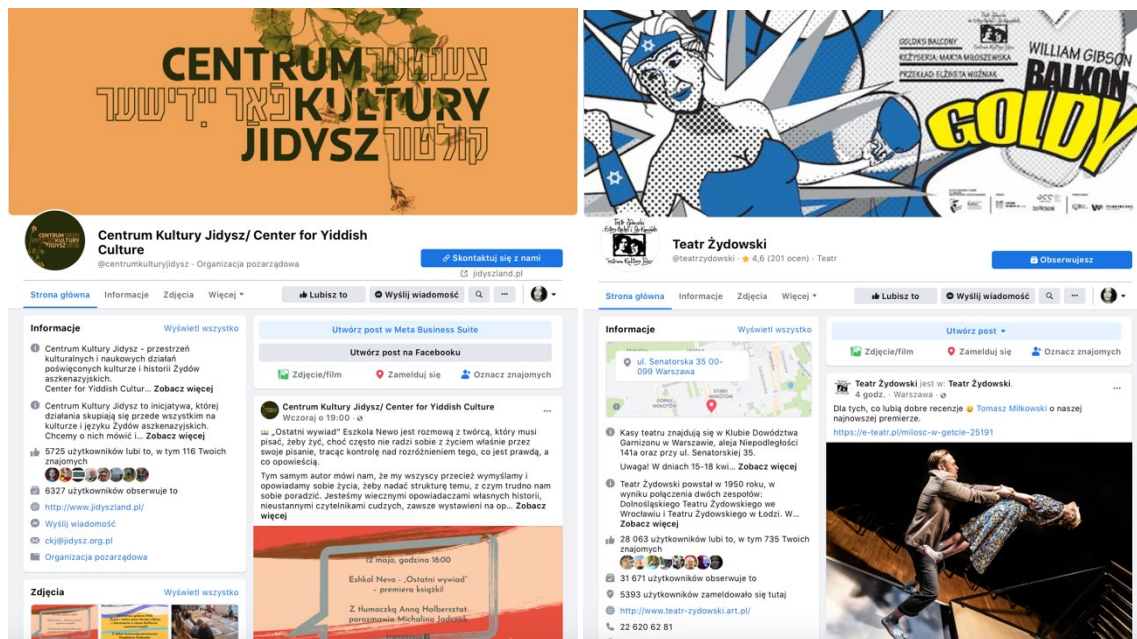 CENTRUM צענטער
פֿאַר ייִדישער KULTURY
JIDYSZ קולטור
Centrum Kultury Jidysz/ Center for Yiddish
Culture
@centrumkulturyjidysz · Organizacja pozarządowa
Skontaktuj się z nami
jidyszland.pl
Strona główna Informacje Zdjęcia Więcej
Lubisz to Wyślij wiadomość
Informacje Wyświetl wszystko
Centrum Kultury Jidysz - przestrzeń
kulturalnych i naukowych działań
poświęconych kulturze i historii Żydów
aszkenazyjskich.
Center for Yiddish Cultur... Zobacz więcej
Centrum Kultury Jidysz to inicjatywa, której
działania skupiają się przede wszystkim na
kulturze i języku Żydów aszkenazyjskich.
Chcemy o nich mówić i... Zobacz więcej
5725 użytkowników lubi to, w tym 116 Twoich
znajomych
6327 użytkowników obserwuje to
http://www.jidyszland.pl/
Wyślij wiadomość
ckj@jidysz.org.pl
Organizacja pozarządowa
Zdjęcia Wyświetl wszystko
Utwórz post w Meta Business Suite
Utwórz post na Facebooku
Zdjęcie/film Zamelduj się Oznacz znajomych
Centrum Kultury Jidysz/ Center for Yiddish Culture
Wczoraj o 19:00 ·
„Ostatni wywiad” Eszkola Newo jest rozmową z twórcą, który musi
pisać, żeby żyć, choć często nie radzi sobie z życiem właśnie przez
swoje pisanie, tracąc kontrolę nad rozróżnieniem tego, co jest prawdą, a
co opowieścią.
Tym samym autor mówi nam, że my wszyscy przecież wymyślamy i
opowiadamy sobie życia, żeby nadać strukturę temu, z czym trudno nam
sobie poradzić. Jesteśmy wiecznymi opowiadaczami własnych historii,
nieustannymi czytelnikami cudzych, zawsze wystawieni na op... Zobacz
więcej
12 maja, godzina 18:00
Eshkol Nevo - „Ostatni wywiad”
- premiera książki!
Z tłumaczką Anną Halbersztat
porozmawia Michalina Jadczak
GOLDA'S BALCONY
REŻYSERIA: MARTA MIŁOSZEWSKA
PRZEKŁAD: ELŻBIETA WOŹNIAK
WILLIAM GIBSON
BALKON
GOLDY
Teatr Żydowski
@teatrzydowski · 4,6 (201 ocen) · Teatr
Obserwujesz
Strona główna Informacje Zdjęcia Więcej
Lubisz to Wyślij wiadomość
Informacje Wyświetl wszystko
ul. Senatorska 35 00-
099 Warszawa
GÓRNY
MOKOTÓW
STARY
MOKOTÓW
Kasy teatru znajdują się w Klubie Dowództwa
Garnizonu w Warszawie, aleja Niepodległości
141a oraz przy ul. Senatorskiej 35.
Uwaga! W dniach 15-18 kwi... Zobacz więcej
Teatr Żydowski powstał w 1950 roku, w
wyniku połączenia dwóch zespołów:
Dolnośląskiego Teatru Żydowskiego we
Wrocławiu i Teatru Żydowskiego w Łodzi. W...
Zobacz więcej
28 063 użytkowników lubi to, w tym 735 Twoich
znajomych
31 671 użytkowników obserwuje to
5393 użytkowników zameldowało się tutaj
http://www.teatr-zydowski.art.pl/
22 620 62 81
Utwórz post
Zdjęcie/film Zamelduj się Oznacz znajomych
Teatr Żydowski jest w: Teatr Żydowski.
4 godz. · Warszawa ·
Dla tych, co lubią dobre recenzje Tomasz Miłkowski o naszej
najnowszej premierze.
https://e-teatr.pl/milosc-w-getcie-25191